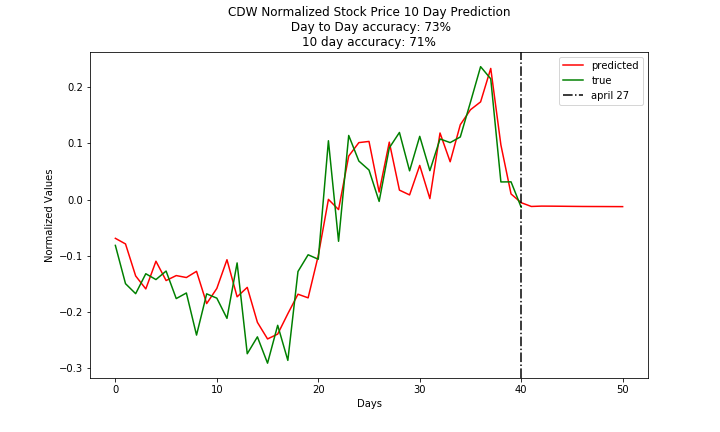 CDW Normalized Stock Price 10 Day Prediction
Day to Day accuracy: 73%
10 day accuracy: 71%
predicted
true
april 27
Normalized Values
0.2
0.1
0.0
−0.1
−0.2
−0.3
0 10 20 30 40 50
Days